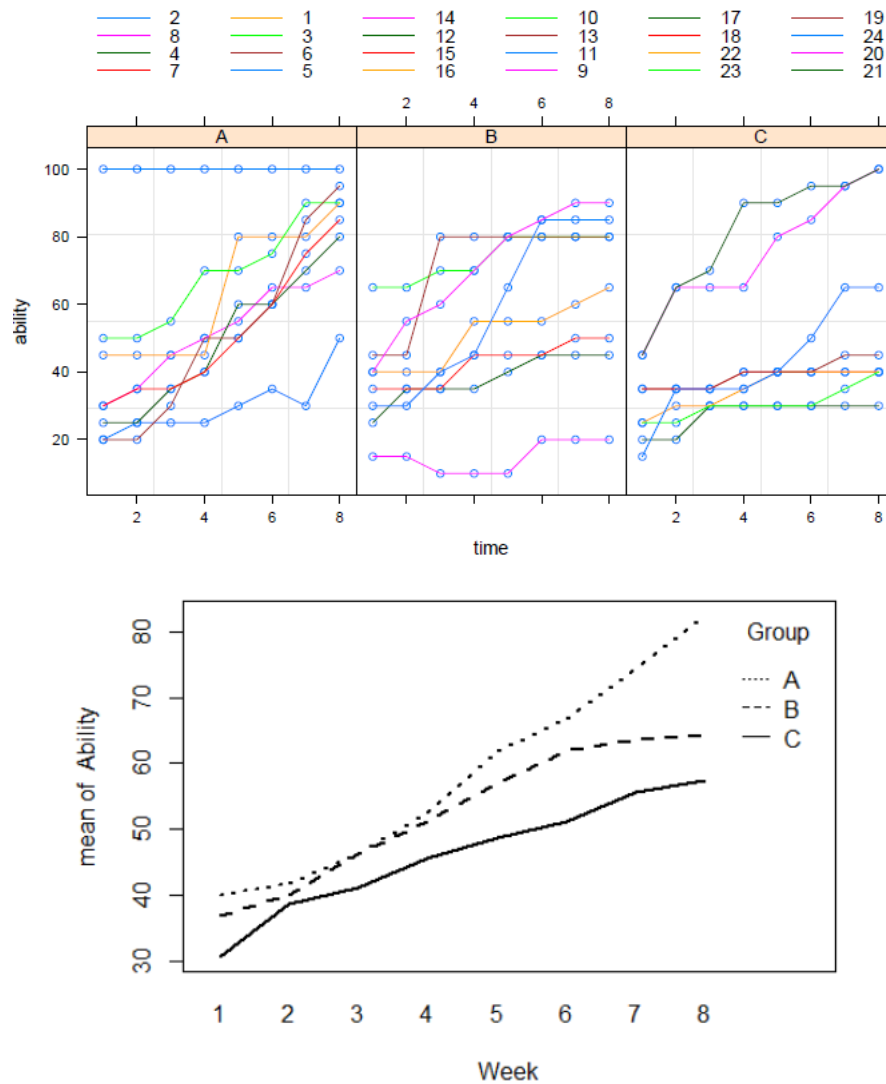 2 1 14 10 17 19
8 3 12 13 18 24
4 6 15 11 22 20
7 5 16 9 23 21
2 4 6 8
A B C
100
80
60
40
20
ability
2 4 6 8 2 4 6 8
time
80
70
60
50
40
30
mean of Ability
Group
A
B
C
1 2 3 4 5 6 7 8
Week